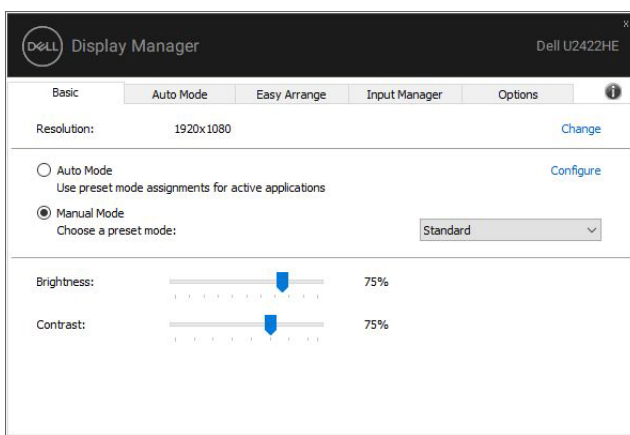 x
DELL Display Manager Dell U2422HE
Basic Auto Mode Easy Arrange Input Manager Options i
Resolution: 1920x1080 Change
Auto Mode Configure
Use preset mode assignments for active applications
Manual Mode
Choose a preset mode: Standard
Brightness: 75%
Contrast: 75%